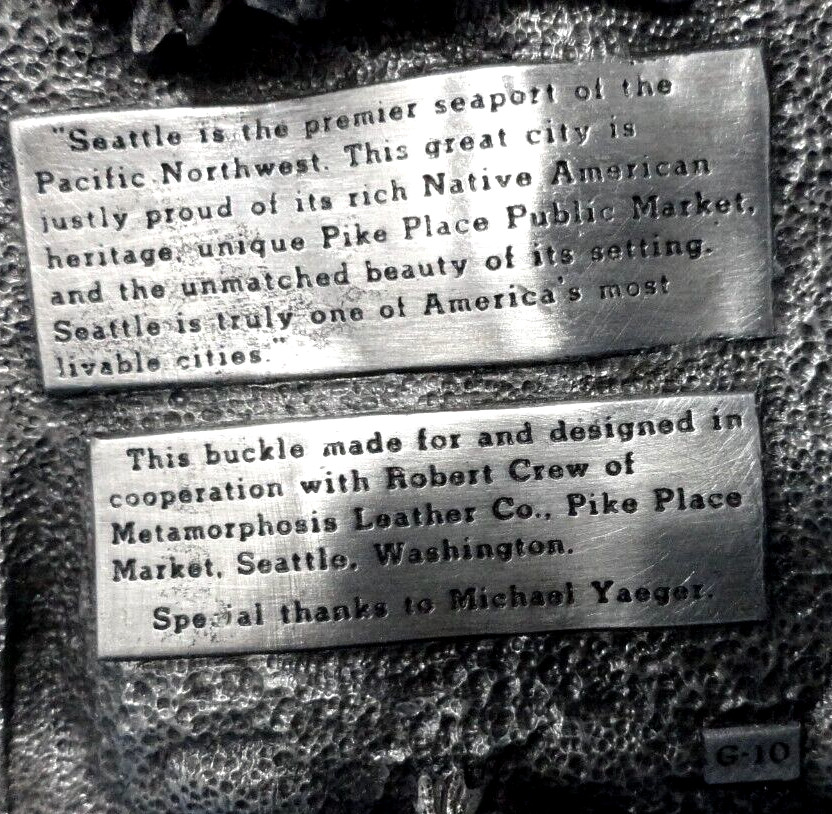 "Seattle is the premier seaport of the
Pacific Northwest. This great city is
justly proud of its rich Native American
heritage, unique Pike Place Public Market,
and the unmatched beauty of its setting.
Seattle is truly one of America's most
livable cities."
This buckle made for and designed in
cooperation with Robert Crew of
Metamorphosis Leather Co., Pike Place
Market, Seattle, Washington.
Special thanks to Michael Yaeger.
G-10